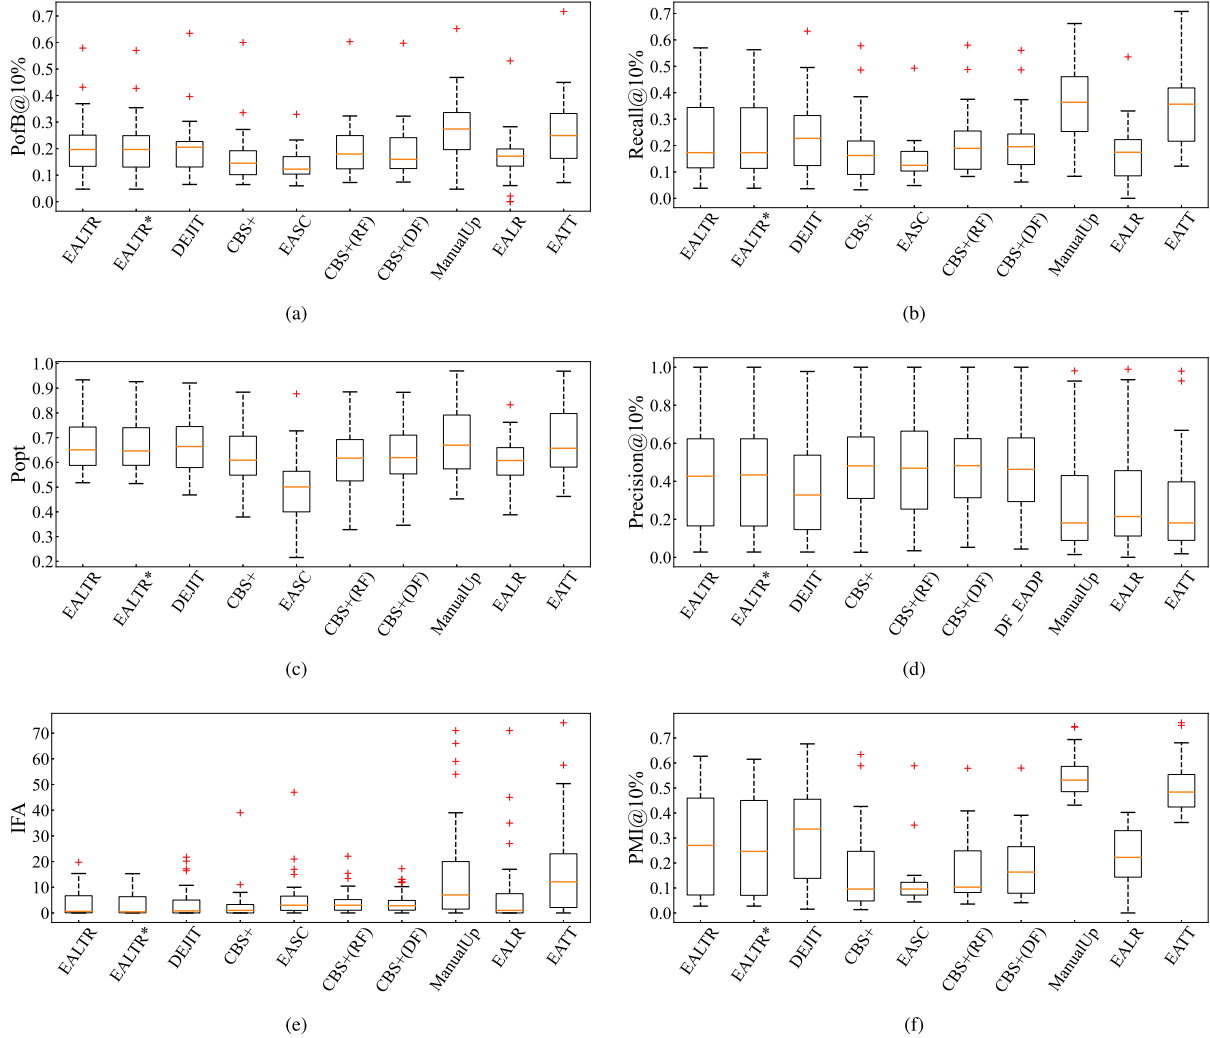 PofB@10%
0.7
0.6
0.5
0.4
0.3
0.2
0.1
0.0
EALTR EALTR* DEJIT CBS+ EASC CBS+(RF) CBS+(DF) ManualUp EALR EATT
(a)
Recall@10%
0.7
0.6
0.5
0.4
0.3
0.2
0.1
0.0
EALTR EALTR* DEJIT CBS+ EASC CBS+(RF) CBS+(DF) ManualUp EALR EATT
(b)
Popt
1.0
0.9
0.8
0.7
0.6
0.5
0.4
0.3
0.2
EALTR EALTR* DEJIT CBS+ EASC CBS+(RF) CBS+(DF) ManualUp EALR EATT
(c)
Precision@10%
1.0
0.8
0.6
0.4
0.2
0.0
EALTR EALTR* DEJIT CBS+ CBS+(RF) CBS+(DF) DF_EADP ManualUp EALR EATT
(d)
IFA
70
60
50
40
30
20
10
0
EALTR EALTR* DEJIT CBS+ EASC CBS+(RF) CBS+(DF) ManualUp EALR EATT
(e)
PMI@10%
0.7
0.6
0.5
0.4
0.3
0.2
0.1
0.0
EALTR EALTR* DEJIT CBS+ EASC CBS+(RF) CBS+(DF) ManualUp EALR EATT
(f)